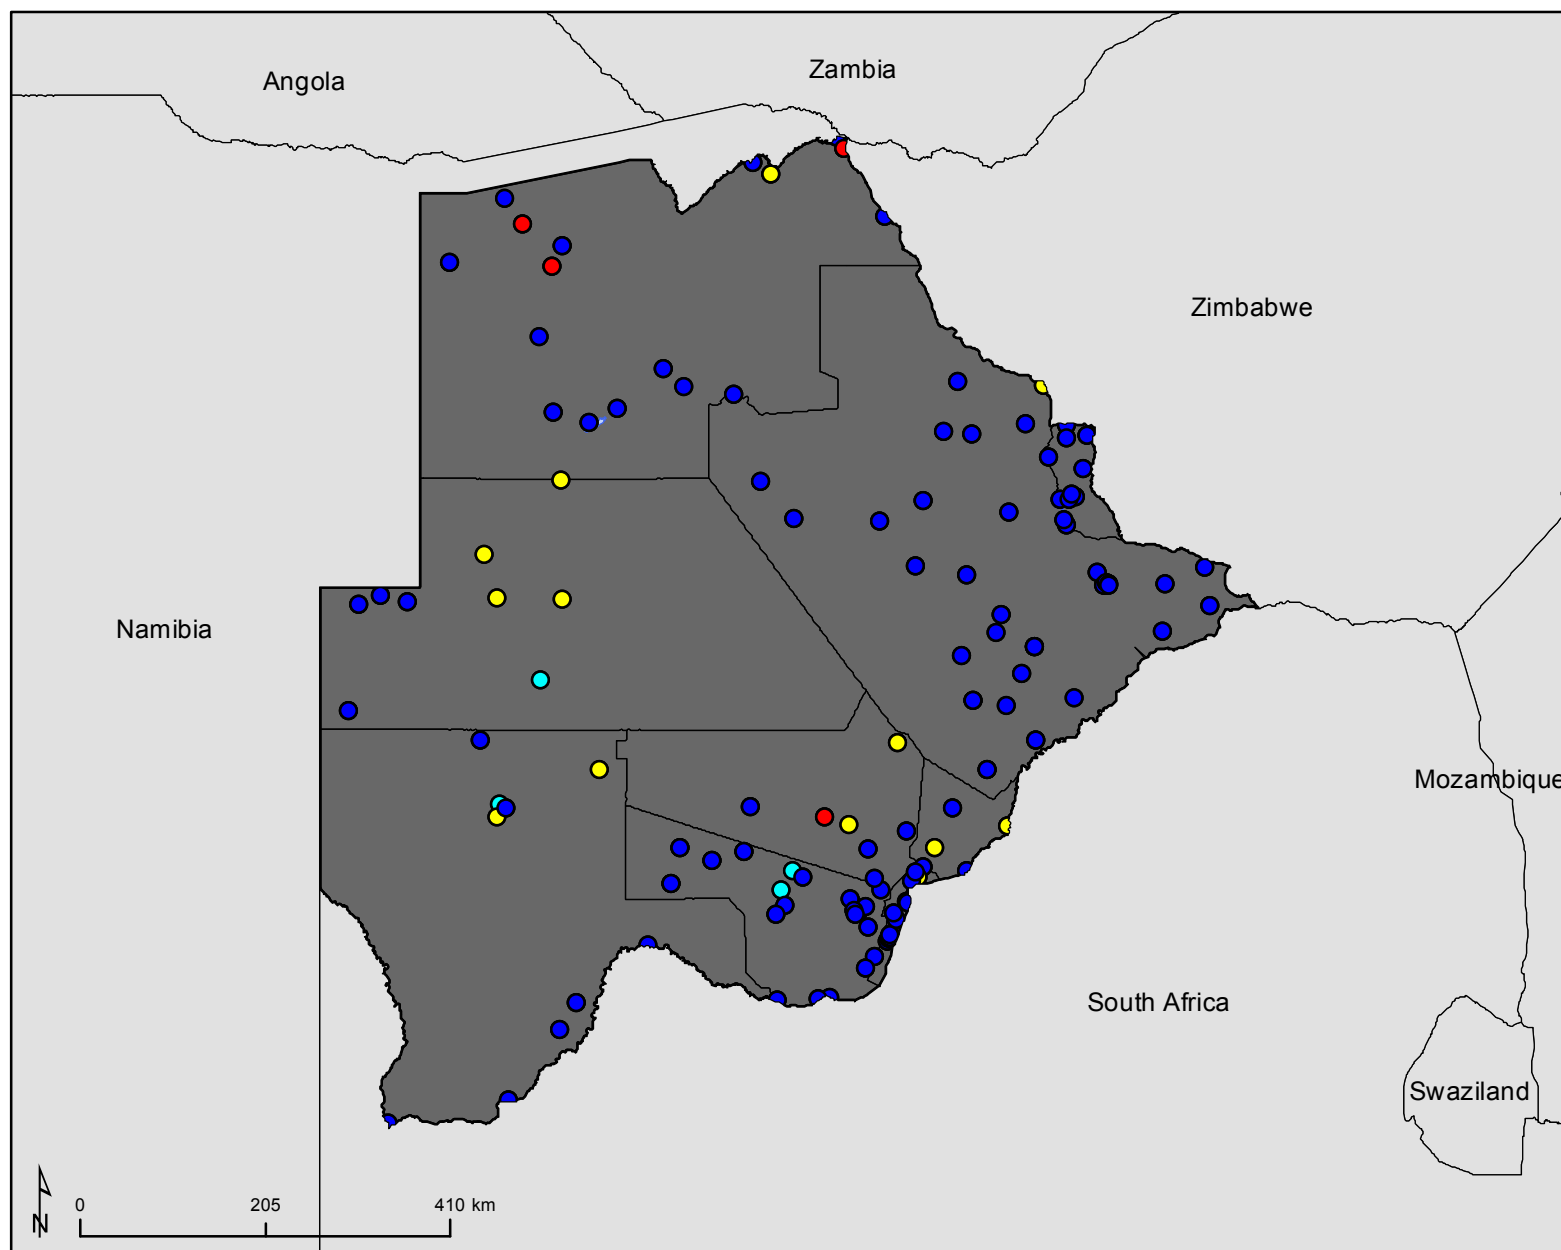 Zambia
Angola
Zimbabwe
Namibia
Mozambique
South Africa
Swaziland
0 205 410 km
N